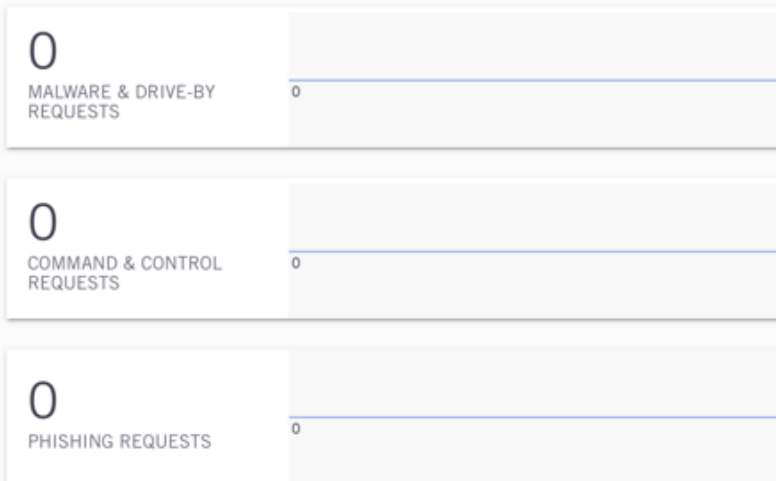 0
MALWARE & DRIVE-BY
REQUESTS
0
0
COMMAND & CONTROL
REQUESTS
0
0
PHISHING REQUESTS
0